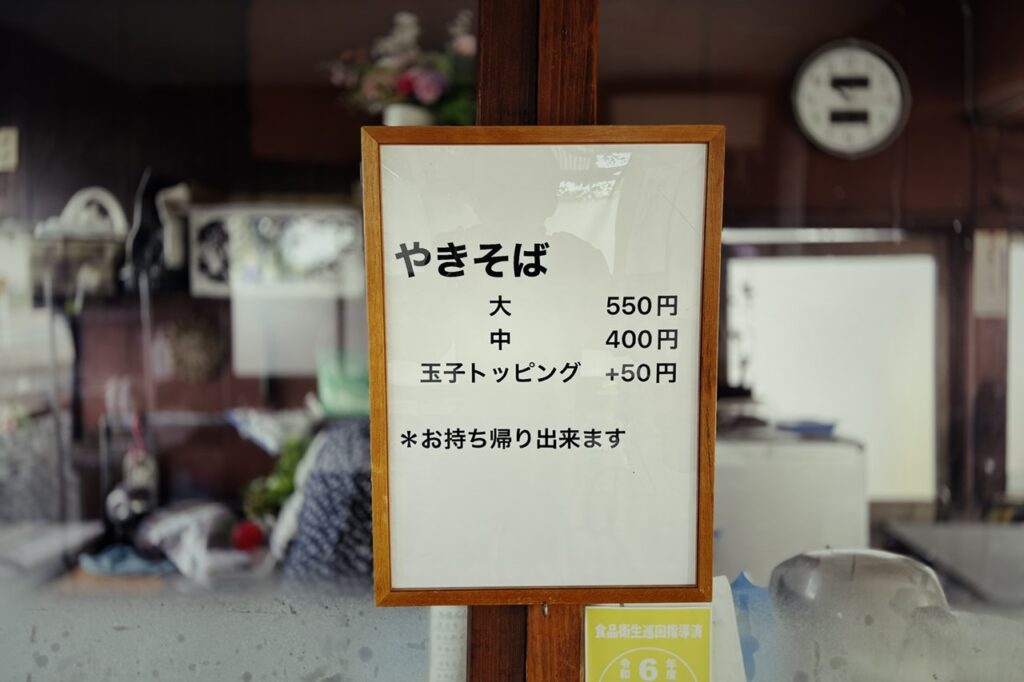 やきそば
大 550円
中 400円
玉子トッピング +50円
＊お持ち帰り出来ます
食品衛生巡回指導済
令和6年度